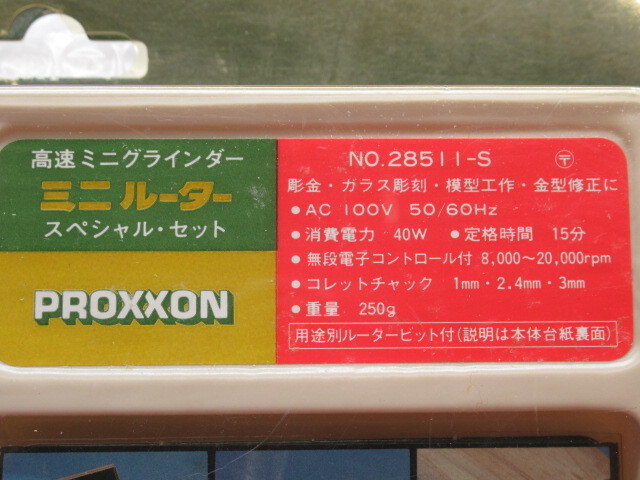 高速ミニグラインダー
ミニルーター
スペシャル・セット
PROXXON
NO.28511-S 〒
彫金・ガラス彫刻・模型工作・金型修正に
●AC 100V 50/60Hz
●消費電力 40W ●定格時間 15分
●無段電子コントロール付 8,000〜20,000rpm
●コレットチャック 1mm・2.4mm・3mm
●重量 250g
用途別ルータービット付(説明は本体台紙裏面)